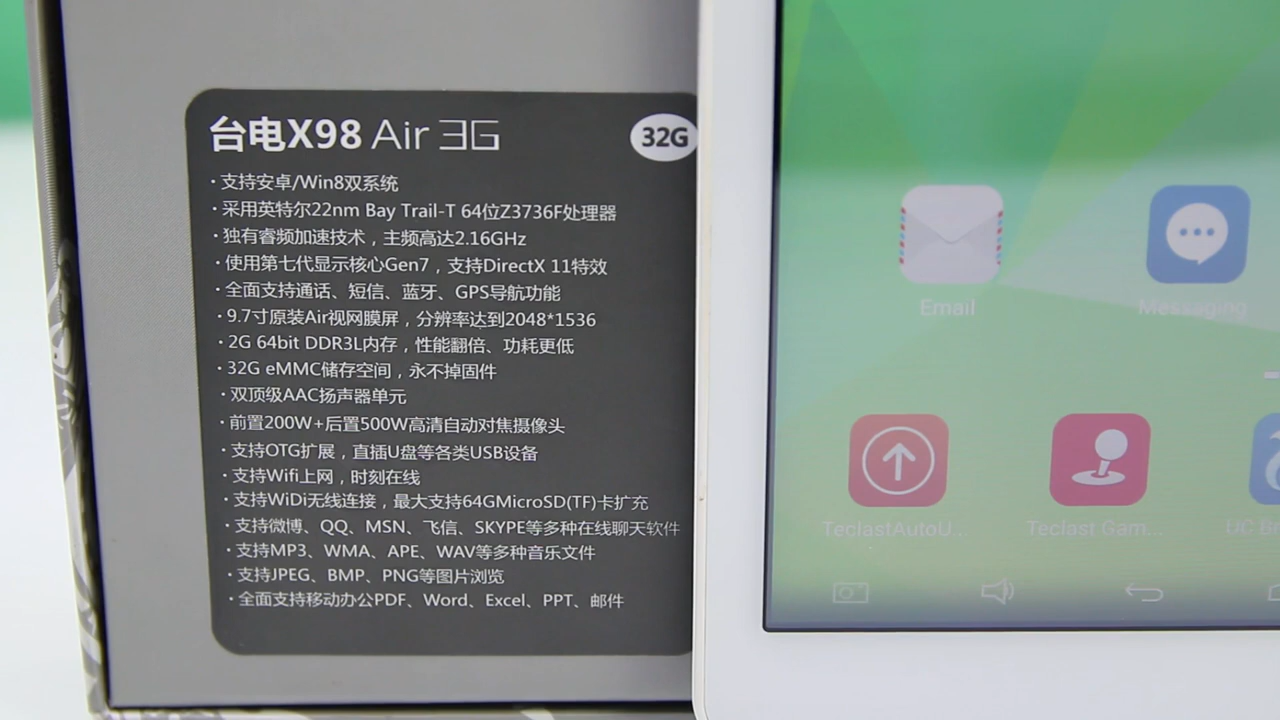 台电X98 Air 3G
32G
·支持安卓/Win8双系统
·采用英特尔22nm Bay Trail-T 64位Z3736F处理器
·独有睿频加速技术，主频高达2.16GHz
·使用第七代显示核心Gen7，支持DirectX 11特效
·全面支持通话、短信、蓝牙、GPS导航功能
·9.7寸原装Air视网膜屏，分辨率达到2048*1536
·2G 64bit DDR3L内存，性能翻倍、功耗更低
·32G eMMC储存空间，永不掉固件
·双顶级AAC扬声器单元
·前置200W+后置500W高清自动对焦摄像头
·支持OTG扩展，直插U盘等各类USB设备
·支持Wifi上网，时刻在线
·支持WiDi无线连接，最大支持64GMicroSD(TF)卡扩充
·支持微博、QQ、MSN、飞信、SKYPE等多种在线聊天软件
·支持MP3、WMA、APE、WAV等多种音乐文件
·支持JPEG、BMP、PNG等图片浏览
·全面支持移动办公PDF、Word、Excel、PPT、邮件
Email
Messaging
TeclastAutoU...
Teclast Gam...
UC